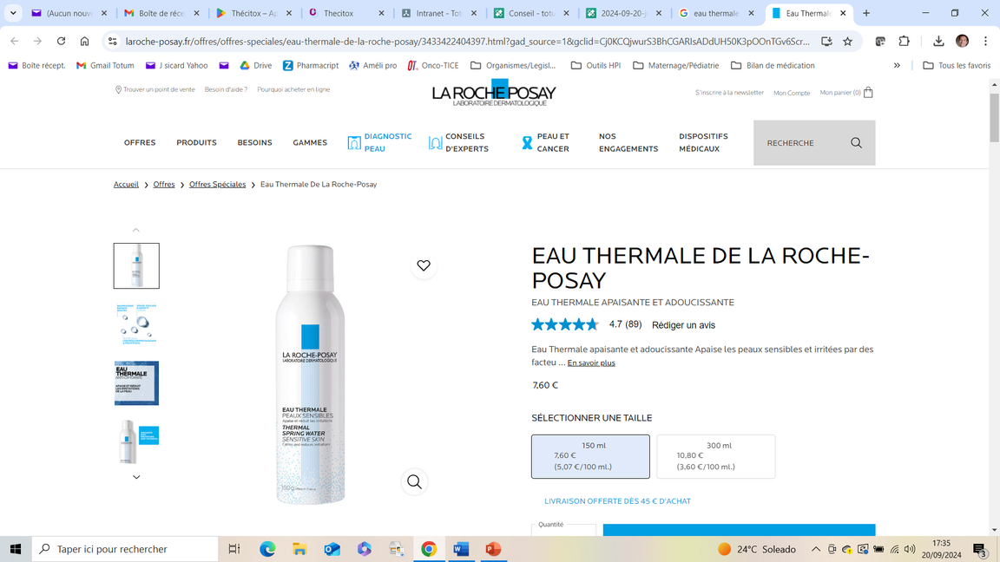 (Aucun nouv
Boîte de réce
Thécitox – Ap
Thecitox
Intranet - Tot
Conseil - totu
2024-09-20-j
eau thermale
Eau Thermale
laroche-posay.fr/offres/offres-speciales/eau-thermale-de-la-roche-posay/3433422404397.html?gad_source=1&gclid=Cj0KCQjwurS3BhCGARIsADdUH50K3pOOnTGv6Scr...
Boîte récept.
Gmail Totum
J sicard Yahoo
Drive
Pharmacript
Améli pro
Onco-TICE
Organismes/Legisl...
Outils HPI
Maternage/Pédiatrie
Bilan de médication
Tous les favoris
Trouver un point de vente
Besoin d'aide ?
Pourquoi acheter en ligne
LA ROCHE POSAY
LABORATOIRE DERMATOLOGIQUE
S'inscrire à la newsletter
Mon Compte
Mon panier (0)
OFFRES
PRODUITS
BESOINS
GAMMES
DIAGNOSTIC
PEAU
CONSEILS
D'EXPERTS
PEAU ET
CANCER
NOS
ENGAGEMENTS
DISPOSITIFS
MÉDICAUX
RECHERCHE
Accueil
Offres
Offres Spéciales
Eau Thermale De La Roche-Posay
EAU
THERMALE
LA ROCHE-POSAY
LABORATOIRE DERMATOLOGIQUE
EAU THERMALE
PEAUX SENSIBLES
Apaise et réduit les irritations
THERMAL
SPRING WATER
SENSITIVE SKIN
Calms and reduces irritation
EAU THERMALE DE LA ROCHE-
POSAY
EAU THERMALE APAISANTE ET ADOUCISSANTE
4.7 (89)
Rédiger un avis
Eau Thermale apaisante et adoucissante Apaise les peaux sensibles et irritées par des
facteu ... En savoir plus
7,60 €
SÉLECTIONNER UNE TAILLE
150 ml
7,60 €
(5,07 €/100 ml.)
300 ml
10,80 €
(3,60 €/100 ml.)
LIVRAISON OFFERTE DÈS 45 € D'ACHAT
Quantité
Taper ici pour rechercher
24°C Soleado
17:35
20/09/2024
3